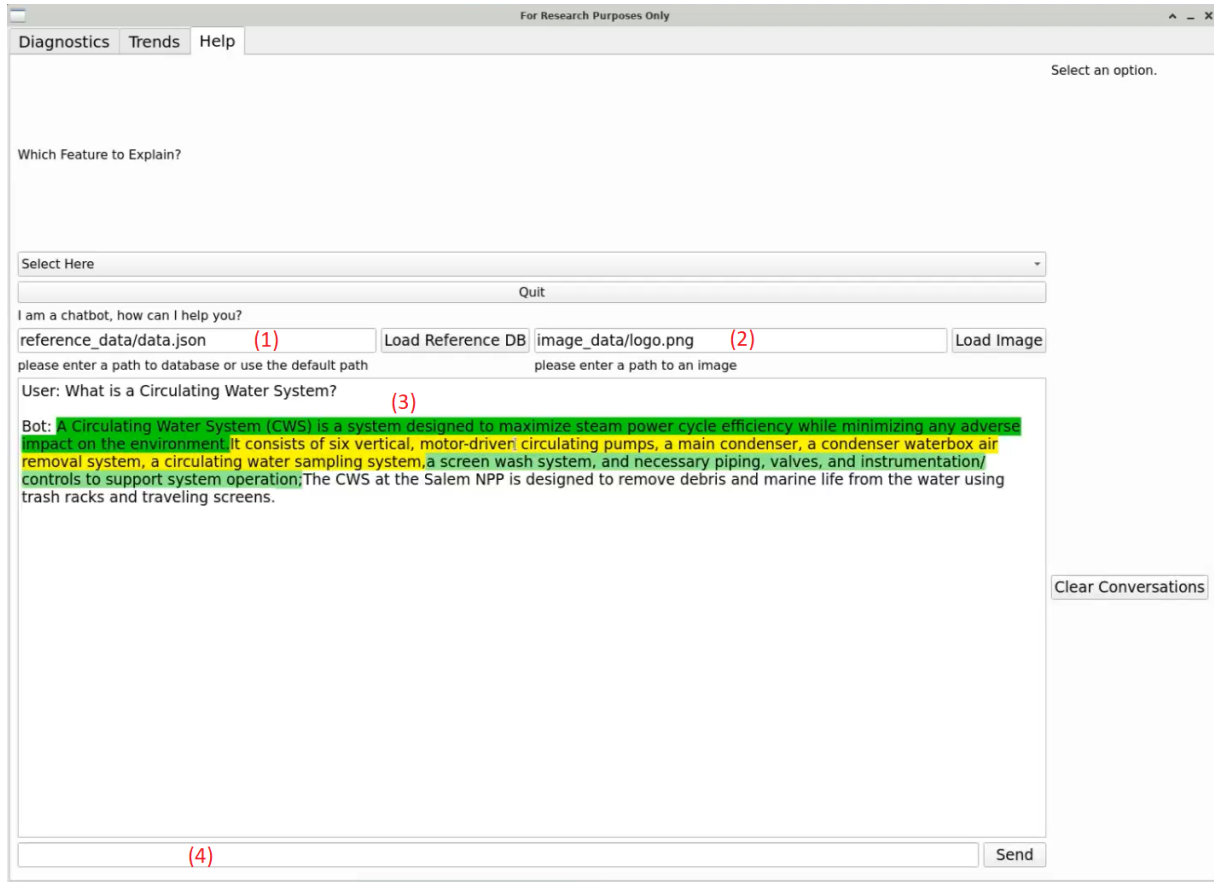 For Research Purposes Only
Diagnostics Trends Help
Select an option.
Which Feature to Explain?
Select Here
Quit
I am a chatbot, how can I help you?
reference_data/data.json (1) Load Reference DB image_data/logo.png (2) Load Image
please enter a path to database or use the default path please enter a path to an image
User: What is a Circulating Water System?
(3)
Bot: A Circulating Water System (CWS) is a system designed to maximize steam power cycle efficiency while minimizing any adverse
impact on the environment.It consists of six vertical, motor-driven circulating pumps, a main condenser, a condenser waterbox air
removal system, a circulating water sampling system,a screen wash system, and necessary piping, valves, and instrumentation/
controls to support system operation;The CWS at the Salem NPP is designed to remove debris and marine life from the water using
trash racks and traveling screens.
Clear Conversations
(4) Send